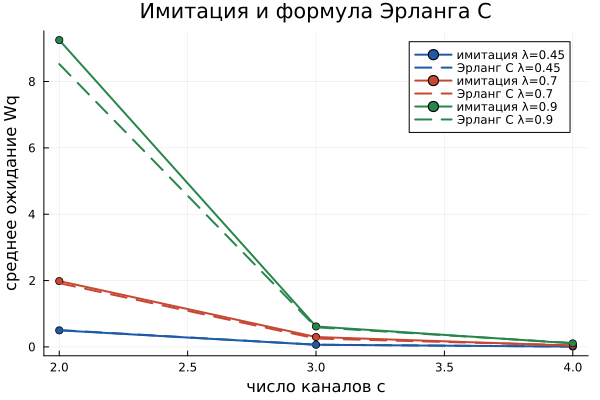 Имитация и формула Эрланга C
среднее ожидание Wq
8
6
4
2
0
имитация λ=0.45
Эрланг C λ=0.45
имитация λ=0.7
Эрланг C λ=0.7
имитация λ=0.9
Эрланг C λ=0.9
2.0 2.5 3.0 3.5 4.0
число каналов c